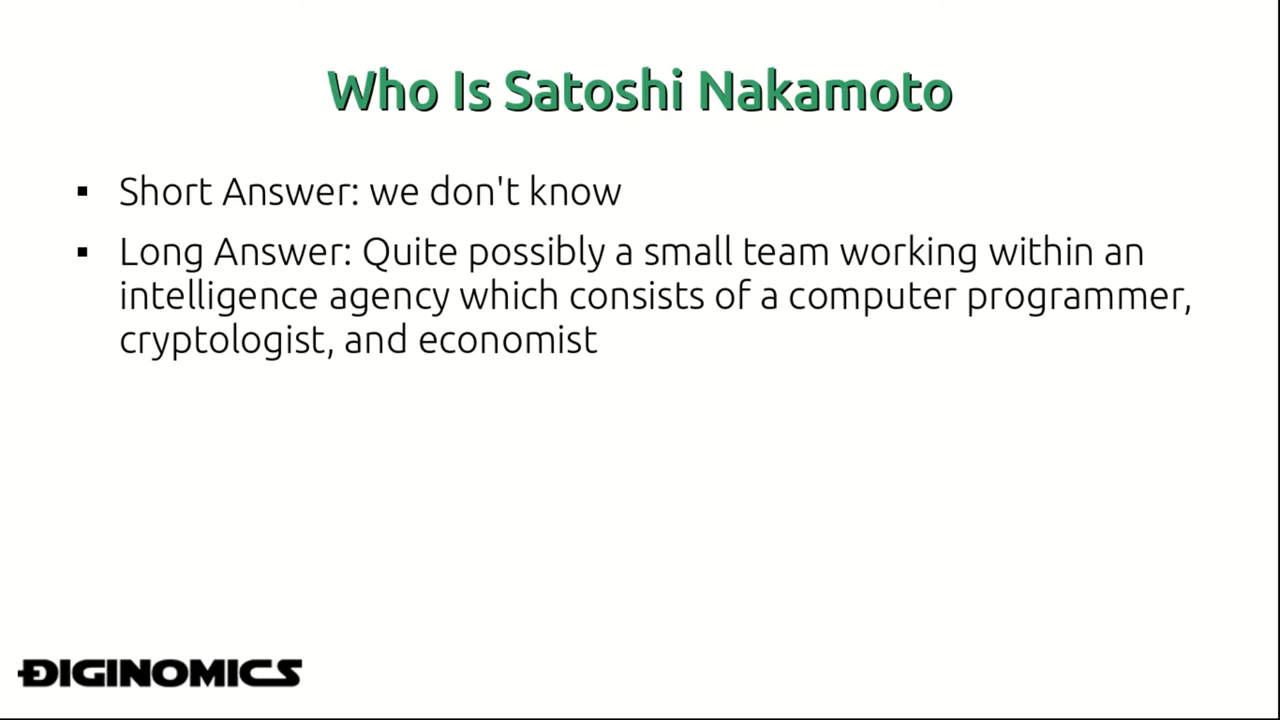 Who Is Satoshi Nakamoto
▪ Short Answer: we don't know
▪ Long Answer: Quite possibly a small team working within an
intelligence agency which consists of a computer programmer,
cryptologist, and economist
ĐIGINOMICS